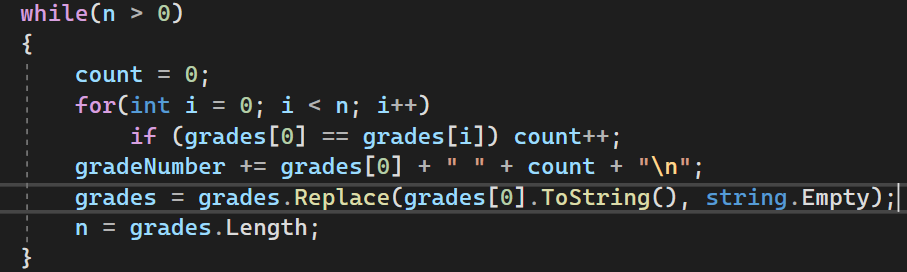 while(n > 0)
{
    count = 0;
    for(int i = 0; i < n; i++)
        if (grades[0] == grades[i]) count++;
    gradeNumber += grades[0] + " " + count + "\n";
    grades = grades.Replace(grades[0].ToString(), string.Empty);
    n = grades.Length;
}